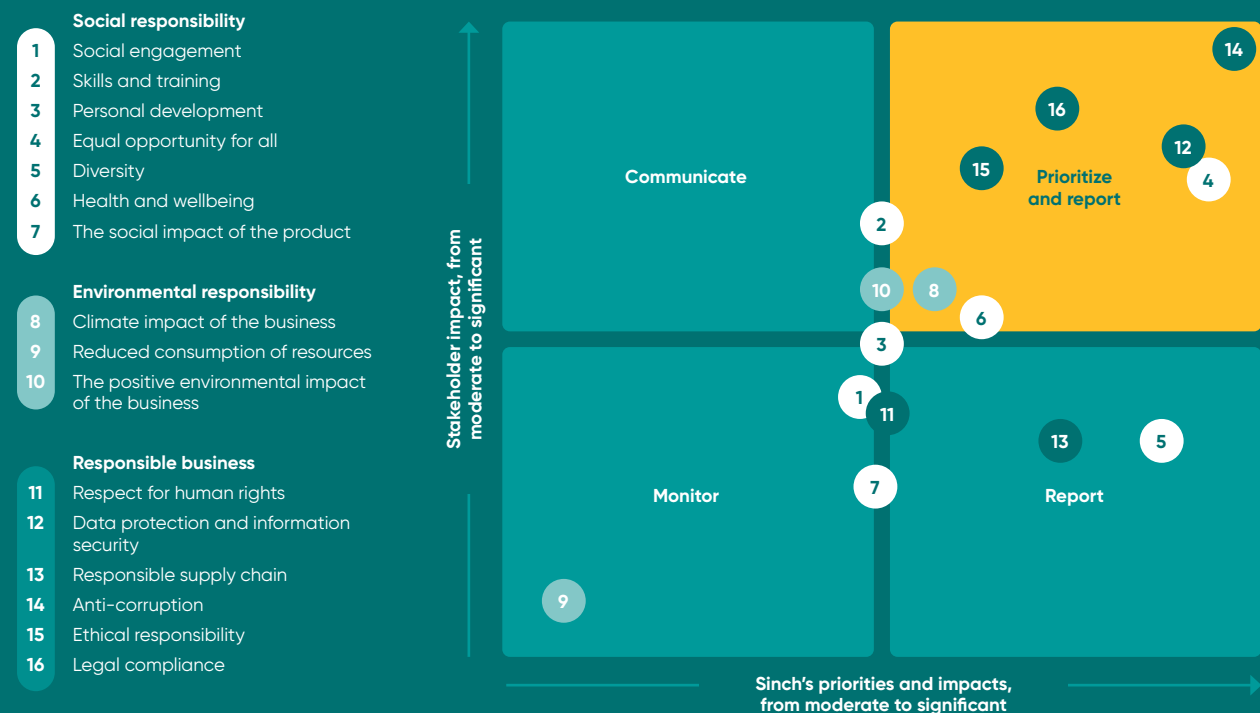 Social responsibility
1 Social engagement
2 Skills and training
3 Personal development
4 Equal opportunity for all
5 Diversity
6 Health and wellbeing
7 The social impact of the product
Environmental responsibility
8 Climate impact of the business
9 Reduced consumption of resources
10 The positive environmental impact
of the business
Responsible business
11 Respect for human rights
12 Data protection and information
security
13 Responsible supply chain
14 Anti-corruption
15 Ethical responsibility
16 Legal compliance
Stakeholder impact, from
moderate to significant
Communicate
14
16
12
15
4
Prioritize
and report
2
10
8
6
3
1
11
13
5
7
Monitor
Report
9
Sinch's priorities and impacts,
from moderate to significant